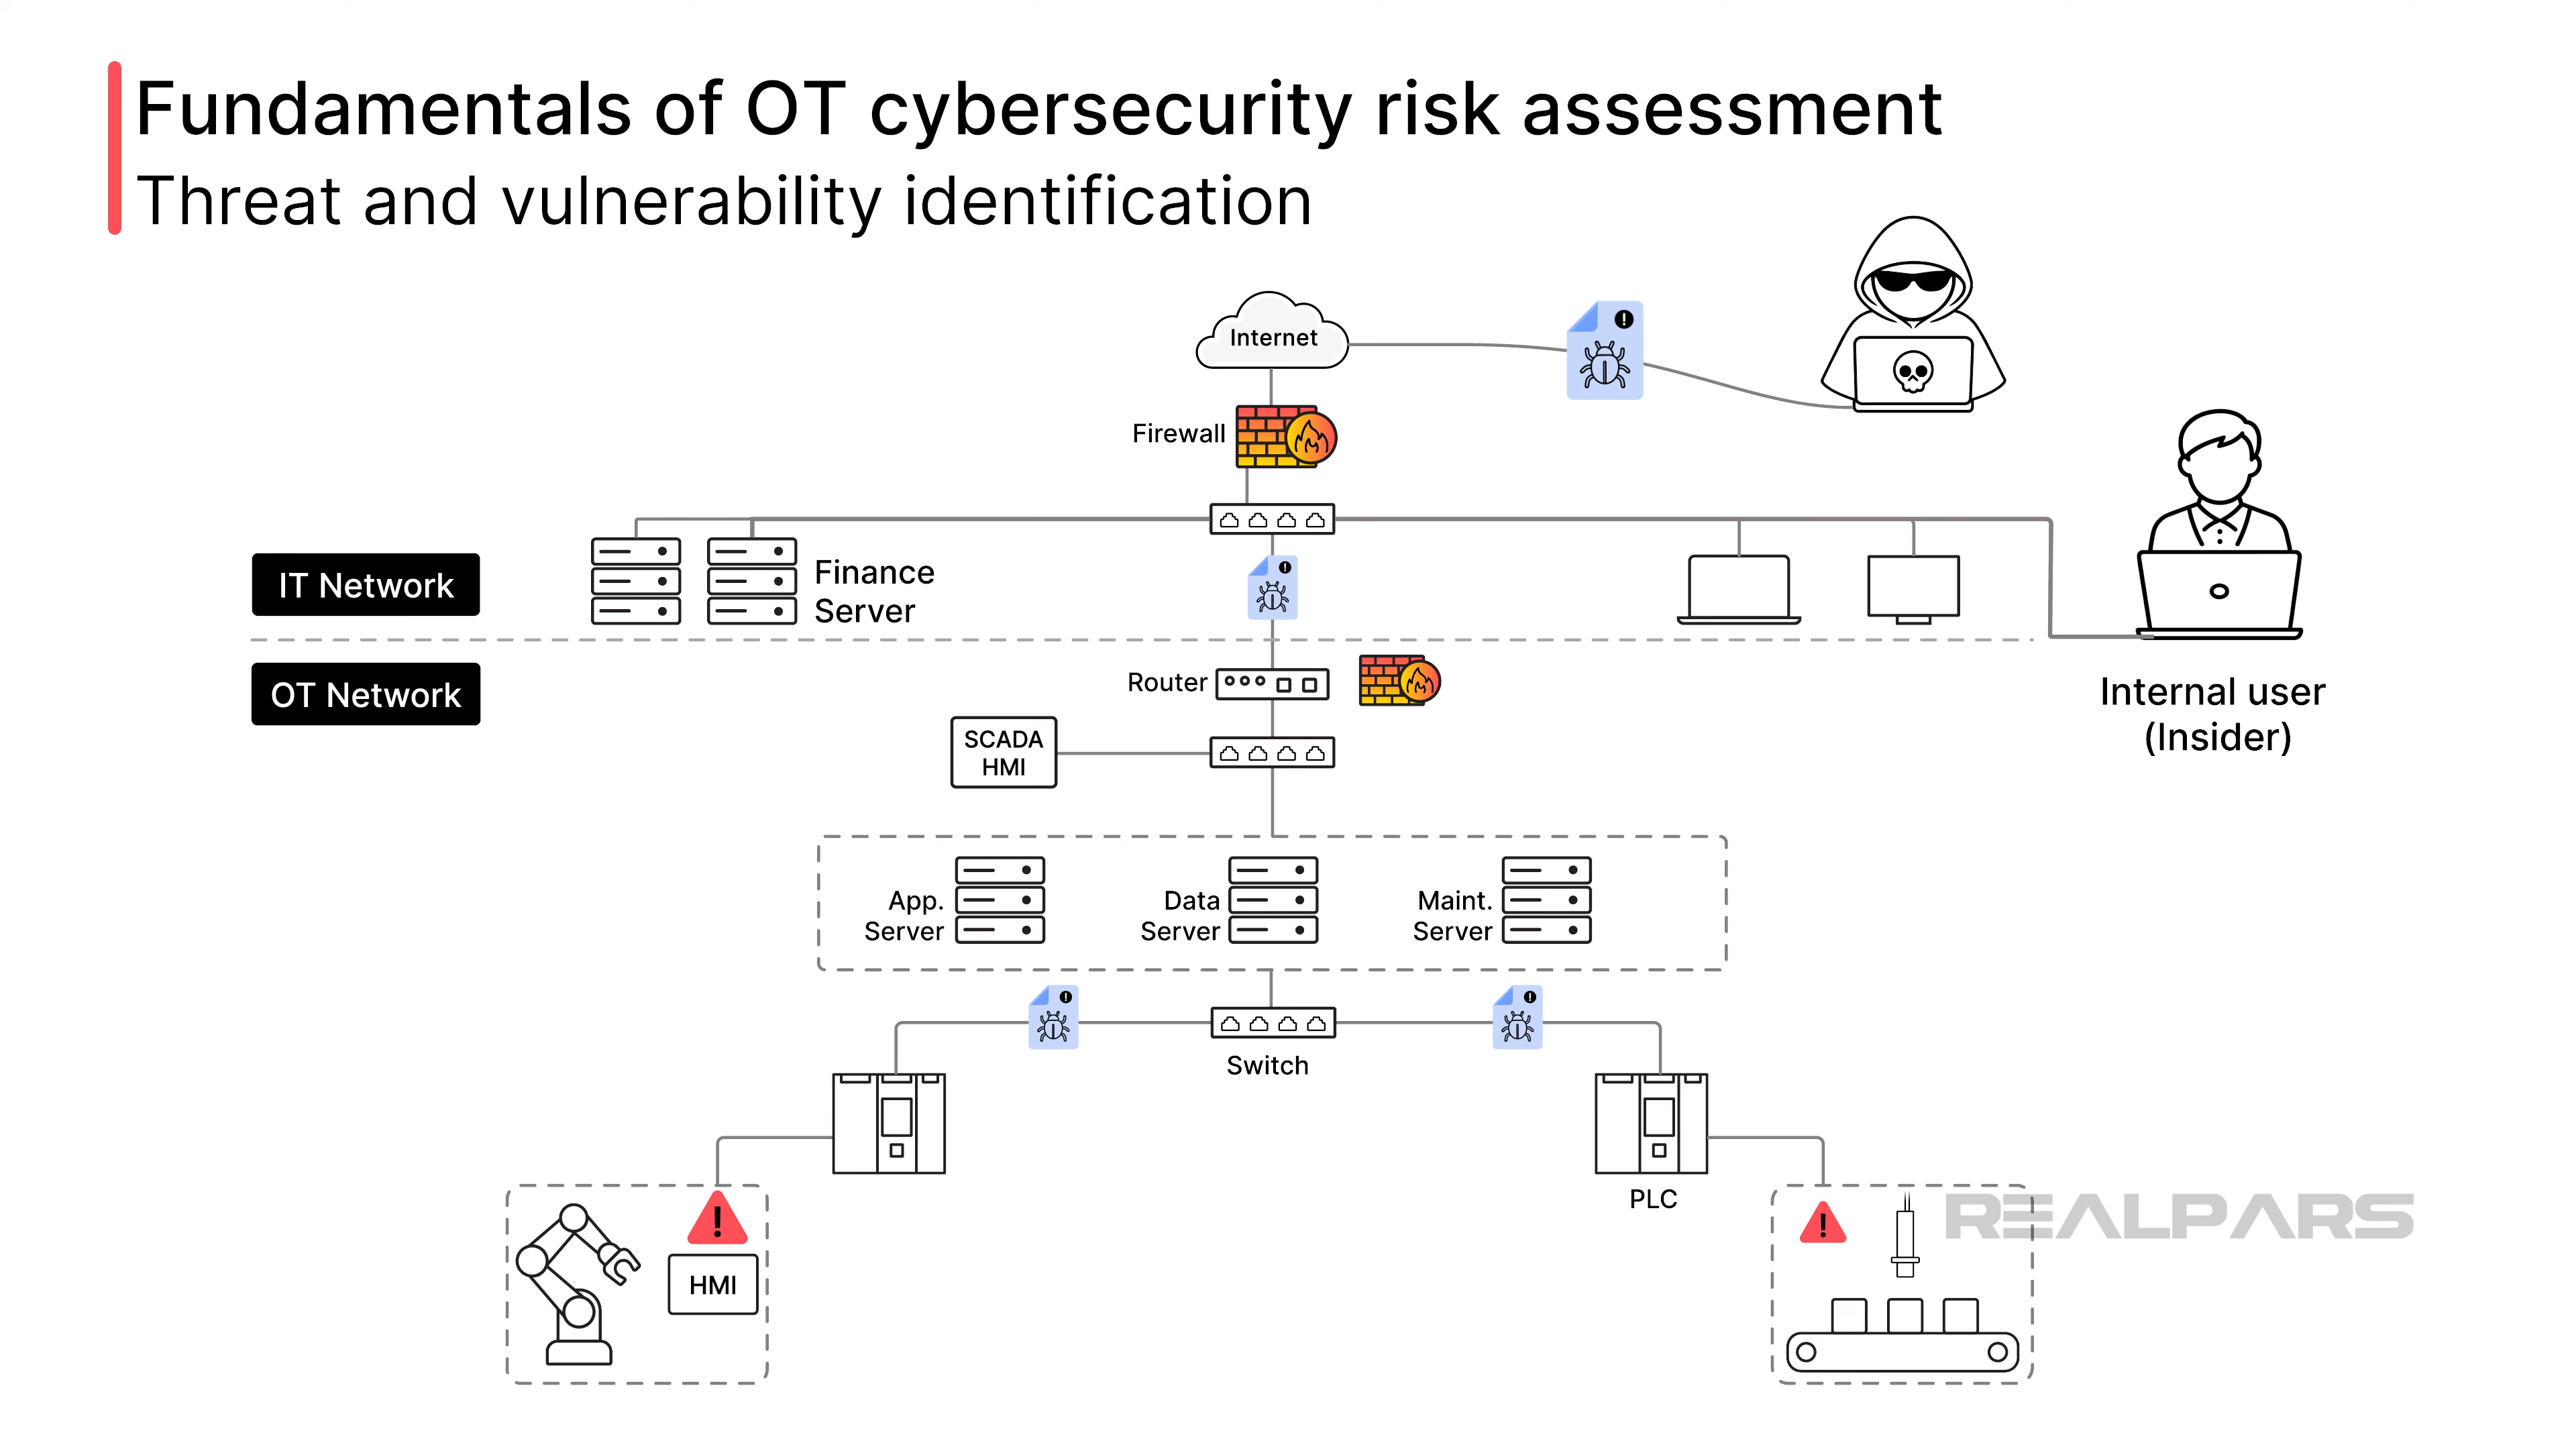 Fundamentals of OT cybersecurity risk assessment
Threat and vulnerability identification
Internet
Firewall
Finance
Server
IT Network
OT Network
Router
SCADA
HMI
Internal user
(Insider)
App.
Server
Data
Server
Maint.
Server
Switch
PLC
HMI
REALPARS